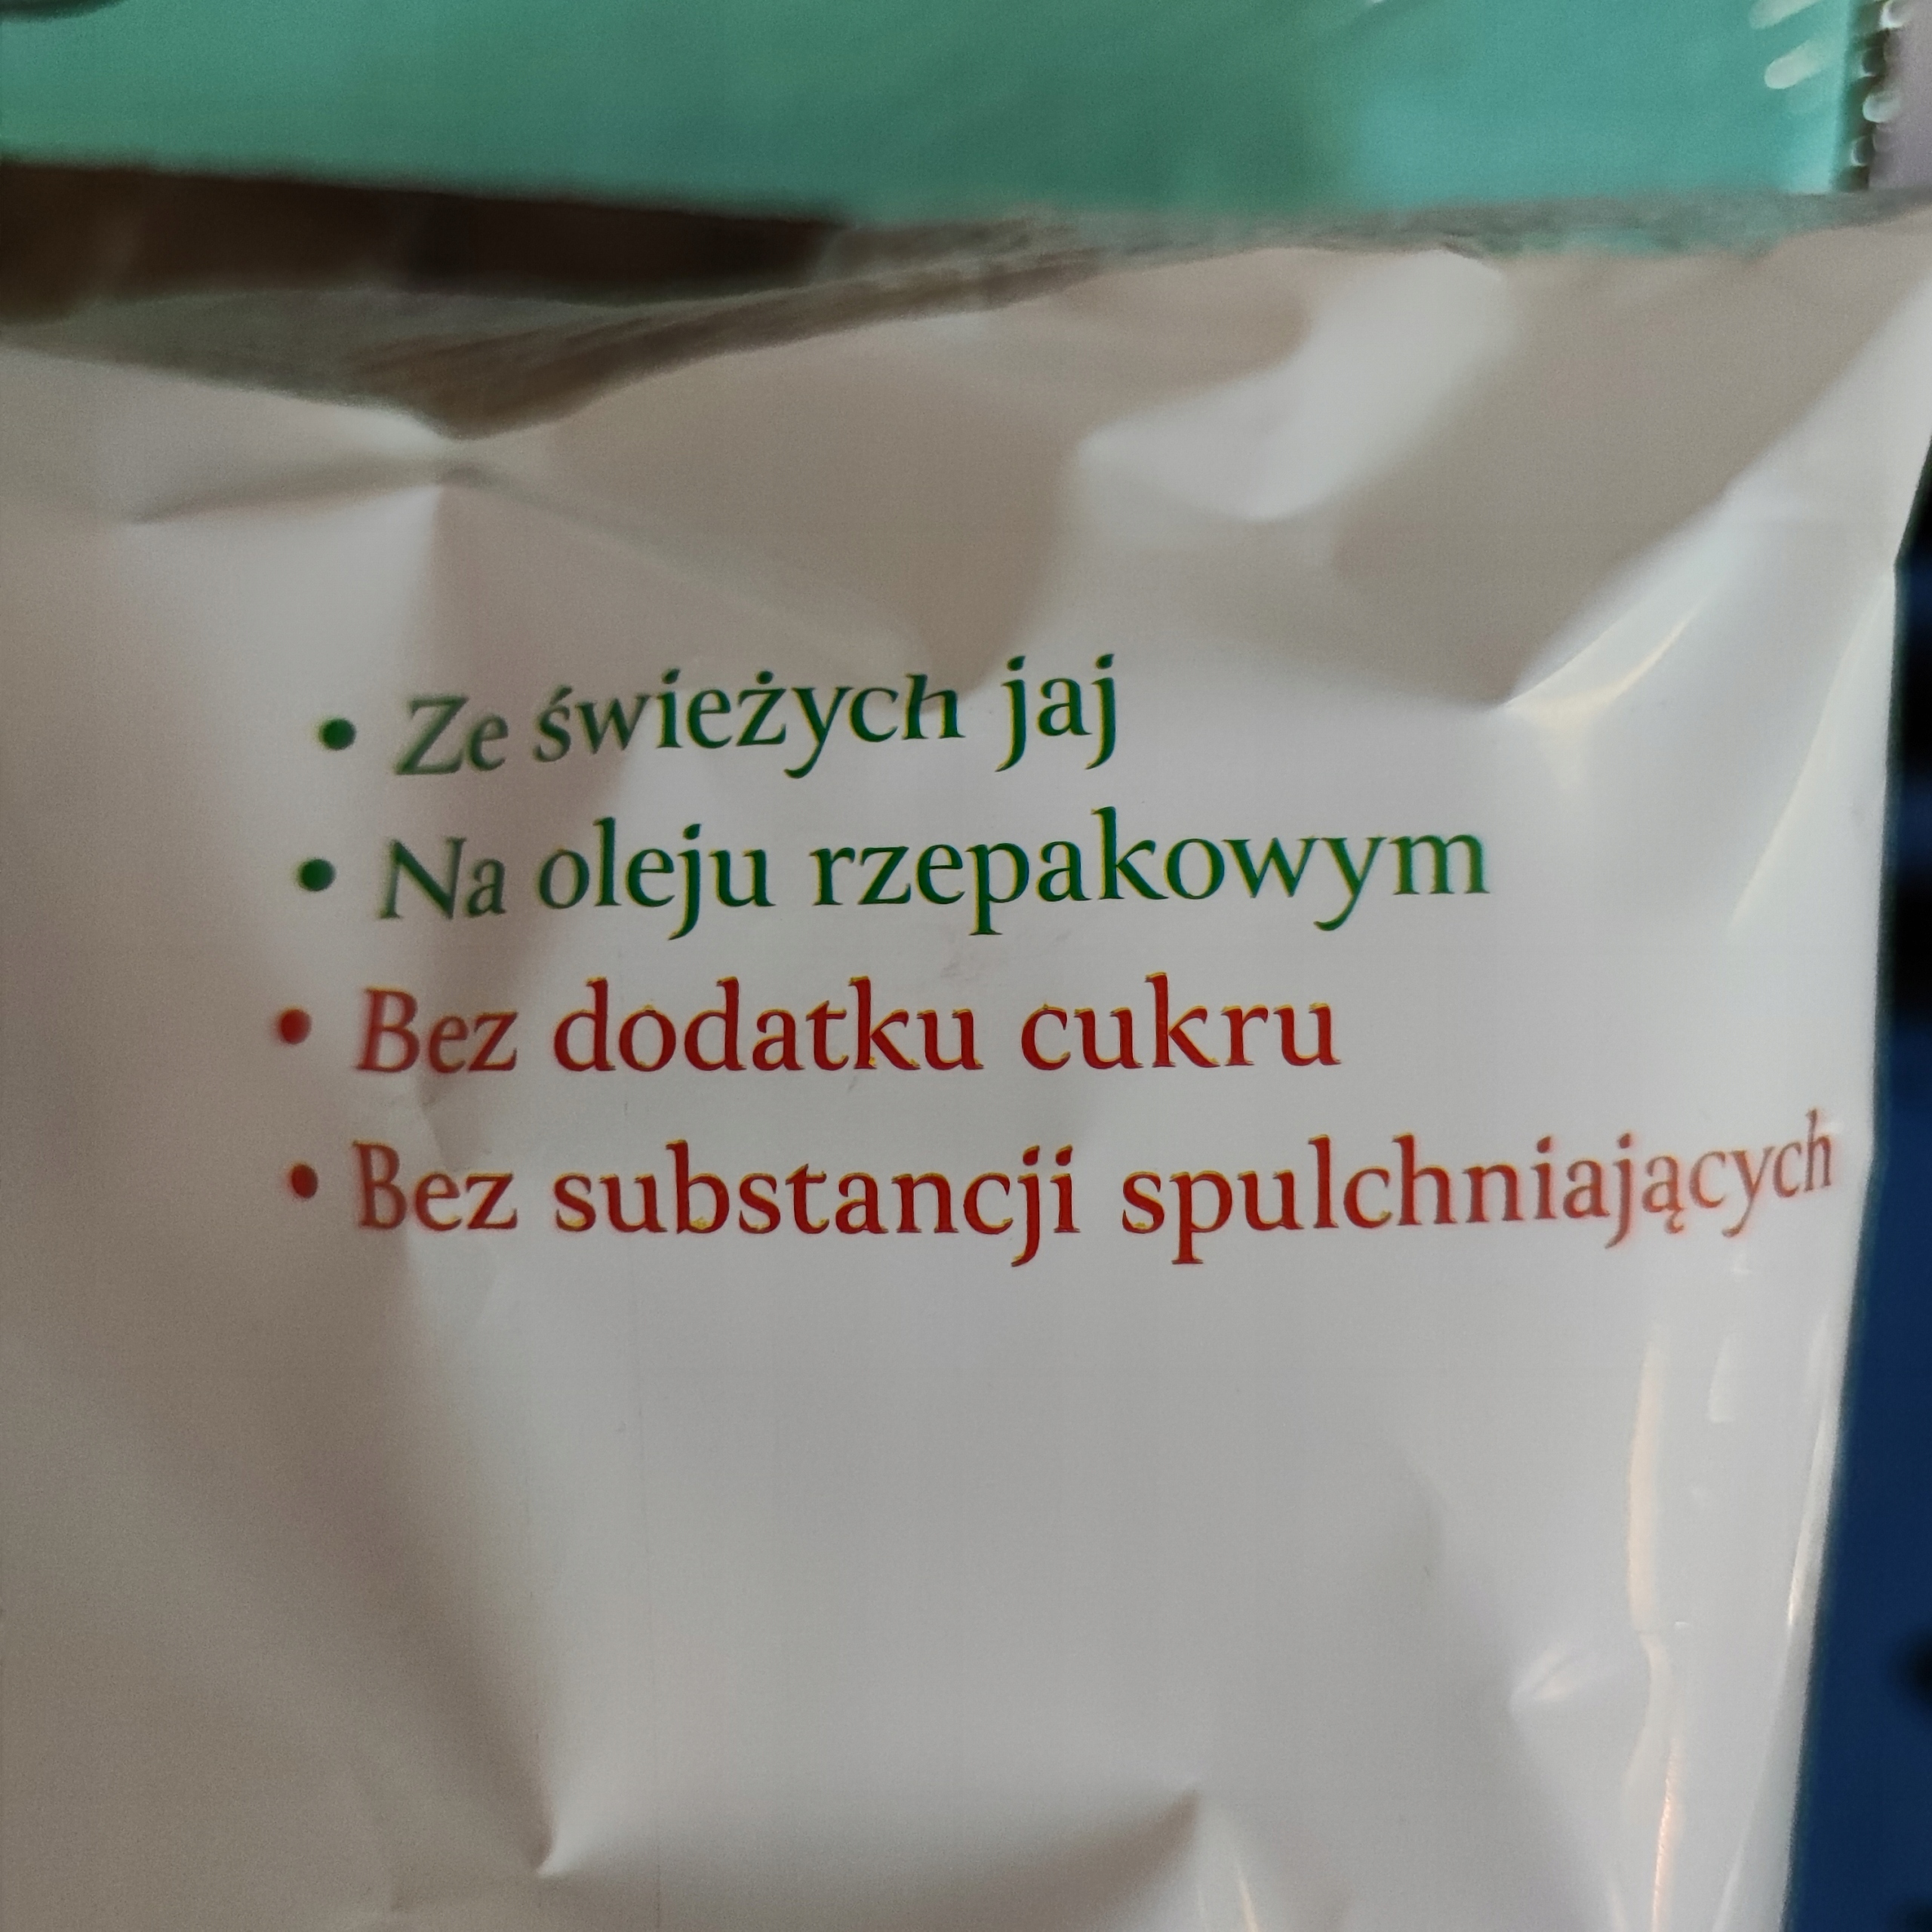 • Ze świeżych jaj
• Na oleju rzepakowym
• Bez dodatku cukru
• Bez substancji spulchniających